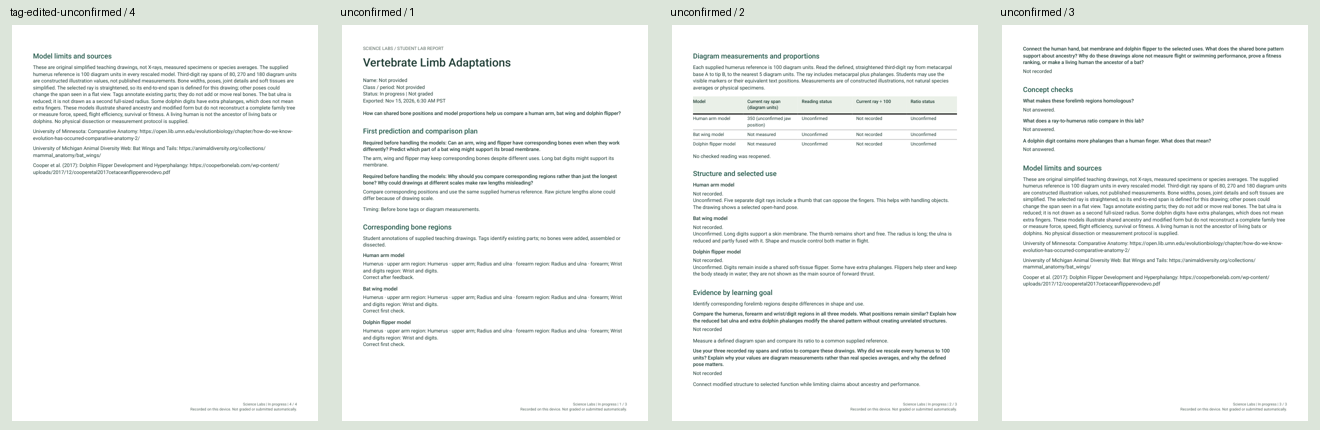 tag-edited-unconfirmed / 4
Model limits and sources
These are original simplified teaching drawings, not X-rays, measured specimens or species averages. The supplied
humerus reference is 100 diagram units in every rescaled model. Third-digit ray spans of 80, 270 and 180 diagram units
are constructed illustration values, not published measurements. Bone widths, poses, joint details and soft tissues are
simplified. The selected ray is straightened, so its end-to-end span is defined for this drawing; other poses could
change the span seen in a flat view. Tags annotate existing parts; they do not add or move real bones. The bat ulna is
reduced; it is not drawn as a second full-sized radius. Some dolphin digits have extra phalanges, which does not mean
extra fingers. These models illustrate shared ancestry and modified form but do not reconstruct a complete family tree
or measure force, speed, flight efficiency, survival or fitness. A living human is not the ancestor of living bats or
dolphins. No physical dissection or measurement protocol is supplied.
University of Minnesota: Comparative Anatomy: https://open.lib.umn.edu/evolutionbiology/chapter/how-do-we-know-
evolution-has-occurred-comparative-anatomy-2/
University of Michigan Animal Diversity Web: Bat Wings and Tails: https://animaldiversity.org/collections/
mammal_anatomy/bat_wings/
Cooper et al. (2017): Dolphin Flipper Development and Hyperphalangy: https://cooperbonelab.com/wp-content/
uploads/2017/12/cooperetal2017cetaceanflipperevodevo.pdf
Science Labs / In progress / 4 / 4
Recorded on this device. Not graded or submitted automatically.
unconfirmed / 1
SCIENCE LABS / STUDENT LAB REPORT
Vertebrate Limb Adaptations
Name: Not provided
Class / period: Not provided
Status: In progress | Not graded
Exported: Nov 15, 2026, 6:30 AM PST
How can shared bone positions and model proportions help us compare a human arm, bat wing and dolphin flipper?
First prediction and comparison plan
Required before handling the models: Can an arm, wing and flipper have corresponding bones even when they work
differently? Predict which part of a bat wing might support its broad membrane.
The arm, wing and flipper may keep corresponding bones despite different uses. Long bat digits might support its
membrane.
Required before handling the models: Why should you compare corresponding regions rather than just the longest
bone? Why could drawings at different scales make raw lengths misleading?
Compare corresponding positions and use the same supplied humerus reference. Raw picture lengths alone could
differ because of drawing scale.
Timing: Before bone tags or diagram measurements.
Corresponding bone regions
Student annotations of supplied teaching drawings. Tags identify existing parts; no bones were added, assembled or
dissected.
Human arm model
Humerus · upper arm region: Humerus · upper arm region; Radius and ulna · forearm region: Radius and ulna · forearm; Wrist
and digits region: Wrist and digits.
Correct after feedback.
Bat wing model
Humerus · upper arm region: Humerus · upper arm region; Radius and ulna · forearm region: Radius and ulna · forearm; Wrist
and digits region: Wrist and digits.
Correct first check.
Dolphin flipper model
Humerus · upper arm region: Humerus · upper arm region; Radius and ulna · forearm region: Radius and ulna · forearm; Wrist
and digits region: Wrist and digits.
Correct first check.
Science Labs / In progress / 1 / 3
Recorded on this device. Not graded or submitted automatically.
unconfirmed / 2
Diagram measurements and proportions
Each supplied humerus reference is 100 diagram units. Read the defined, straightened third-digit ray from metacarpal
base A to tip B, to the nearest 5 diagram units. The ray includes metacarpal plus phalanges. Students may use the
visible markers or their equivalent text positions. Measurements are of constructed illustrations, not natural species
averages or physical specimens.
Model Current ray span (diagram units) Reading status Current ray ÷ 100 Ratio status
Human arm model 350 (unconfirmed jaw position) Unconfirmed Not recorded Unconfirmed
Bat wing model Not measured Unconfirmed Not recorded Unconfirmed
Dolphin flipper model Not measured Unconfirmed Not recorded Unconfirmed
No checked reading was reopened.
Structure and selected use
Human arm model
Not recorded.
Unconfirmed. Five separate digit rays include a thumb that can oppose the fingers. This helps with handling objects.
The drawing shows a selected open-hand pose.
Bat wing model
Not recorded.
Unconfirmed. Long digits support a skin membrane. The thumb remains short and free. The radius is long; the ulna is
reduced and partly fused with it. Shape and muscle control both matter in flight.
Dolphin flipper model
Not recorded.
Unconfirmed. Digits remain inside a shared soft-tissue flipper. Some have extra phalanges. Flippers help steer and keep
the body steady in water; they are not shown as the main source of forward thrust.
Evidence by learning goal
Identify corresponding forelimb regions despite differences in shape and use.
Compare the humerus, forearm and wrist/digit regions in all three models. What positions remain similar? Explain how
the reduced bat ulna and extra dolphin phalanges modify the shared pattern without creating unrelated structures.
Not recorded
Measure a defined diagram span and compare its ratio to a common supplied reference.
Use your three recorded ray spans and ratios to compare these drawings. Why did we rescale every humerus to 100
units? Explain why your values are diagram measurements rather than real species averages, and why the defined
pose matters.
Not recorded
Connect modified structure to selected function while limiting claims about ancestry and performance.
Science Labs / In progress / 2 / 3
Recorded on this device. Not graded or submitted automatically.
unconfirmed / 3
Connect the human hand, bat membrane and dolphin flipper to the selected uses. What does the shared bone pattern
support about ancestry? Why do these drawings alone not measure flight or swimming performance, prove a fitness
ranking, or make a living human the ancestor of a bat?
Not recorded
Concept checks
What makes these forelimb regions homologous?
Not answered.
What does a ray-to-humerus ratio compare in this lab?
Not answered.
A dolphin digit contains more phalanges than a human finger. What does that mean?
Not answered.
Model limits and sources
These are original simplified teaching drawings, not X-rays, measured specimens or species averages. The supplied
humerus reference is 100 diagram units in every rescaled model. Third-digit ray spans of 80, 270 and 180 diagram units
are constructed illustration values, not published measurements. Bone widths, poses, joint details and soft tissues are
simplified. The selected ray is straightened, so its end-to-end span is defined for this drawing; other poses could
change the span seen in a flat view. Tags annotate existing parts; they do not add or move real bones. The bat ulna is
reduced; it is not drawn as a second full-sized radius. Some dolphin digits have extra phalanges, which does not mean
extra fingers. These models illustrate shared ancestry and modified form but do not reconstruct a complete family tree
or measure force, speed, flight efficiency, survival or fitness. A living human is not the ancestor of living bats or
dolphins. No physical dissection or measurement protocol is supplied.
University of Minnesota: Comparative Anatomy: https://open.lib.umn.edu/evolutionbiology/chapter/how-do-we-know-
evolution-has-occurred-comparative-anatomy-2/
University of Michigan Animal Diversity Web: Bat Wings and Tails: https://animaldiversity.org/collections/
mammal_anatomy/bat_wings/
Cooper et al. (2017): Dolphin Flipper Development and Hyperphalangy: https://cooperbonelab.com/wp-content/
uploads/2017/12/cooperetal2017cetaceanflipperevodevo.pdf
Science Labs / In progress / 3 / 3
Recorded on this device. Not graded or submitted automatically.